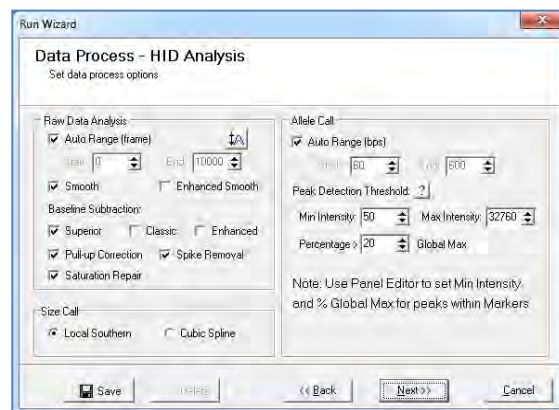 Run Wizard
Data Process - HID Analysis
Set data process options
Raw Data Analysis
Auto Range (frame)
Start: 0 End: 10000
Smooth Enhanced Smooth
Baseline Subtraction:
Superior Classic Enhanced
Pull-up Correction Spike Removal
Saturation Repair
Size Call
Local Southern Cubic Spline
Allele Call
Auto Range (bps)
Start: 60 End: 600
Peak Detection Threshold: ?
Min Intensity: 50 Max Intensity: 32760
Percentage > 20 Global Max
Note: Use Panel Editor to set Min Intensity
and % Global Max for peaks within Markers
Save Delete << Back Next >> Cancel